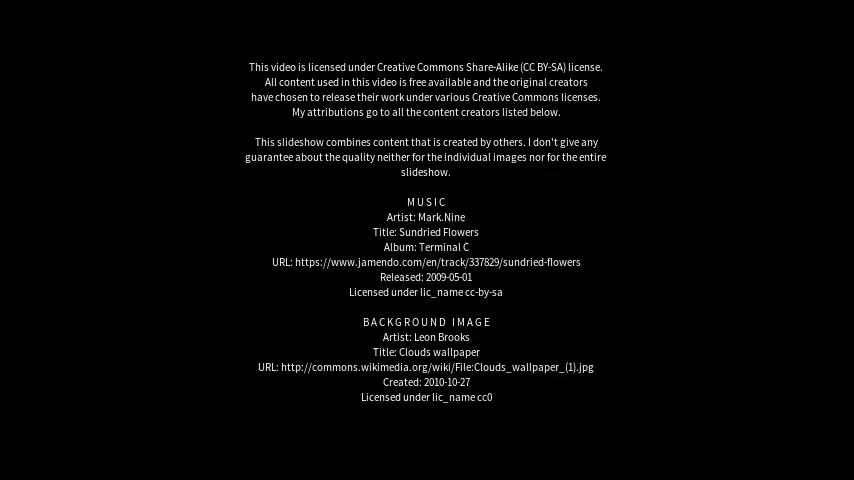 This video is licensed under Creative Commons Share-Alike (CC BY-SA) license.
All content used in this video is free available and the original creators
have chosen to release their work under various Creative Commons licenses.
My attributions go to all the content creators listed below.
This slideshow combines content that is created by others. I don't give any
guarantee about the quality neither for the individual images nor for the entire
slideshow.
M U S I C
Artist: Mark.Nine
Title: Sundried Flowers
Album: Terminal C
URL: https://www.jamendo.com/en/track/337829/sundried-flowers
Released: 2009-05-01
Licensed under lic_name cc-by-sa
B A C K G R O U N D   I M A G E
Artist: Leon Brooks
Title: Clouds wallpaper
URL: http://commons.wikimedia.org/wiki/File:Clouds_wallpaper_(1).jpg
Created: 2010-10-27
Licensed under lic_name cc0